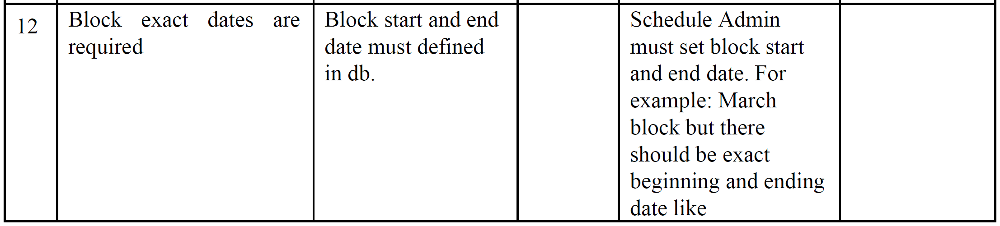 12
Block exact dates are
required
Block start and end
date must defined
in db.
Schedule Admin
must set block start
and end date. For
example: March
block but there
should be exact
beginning and ending
date like